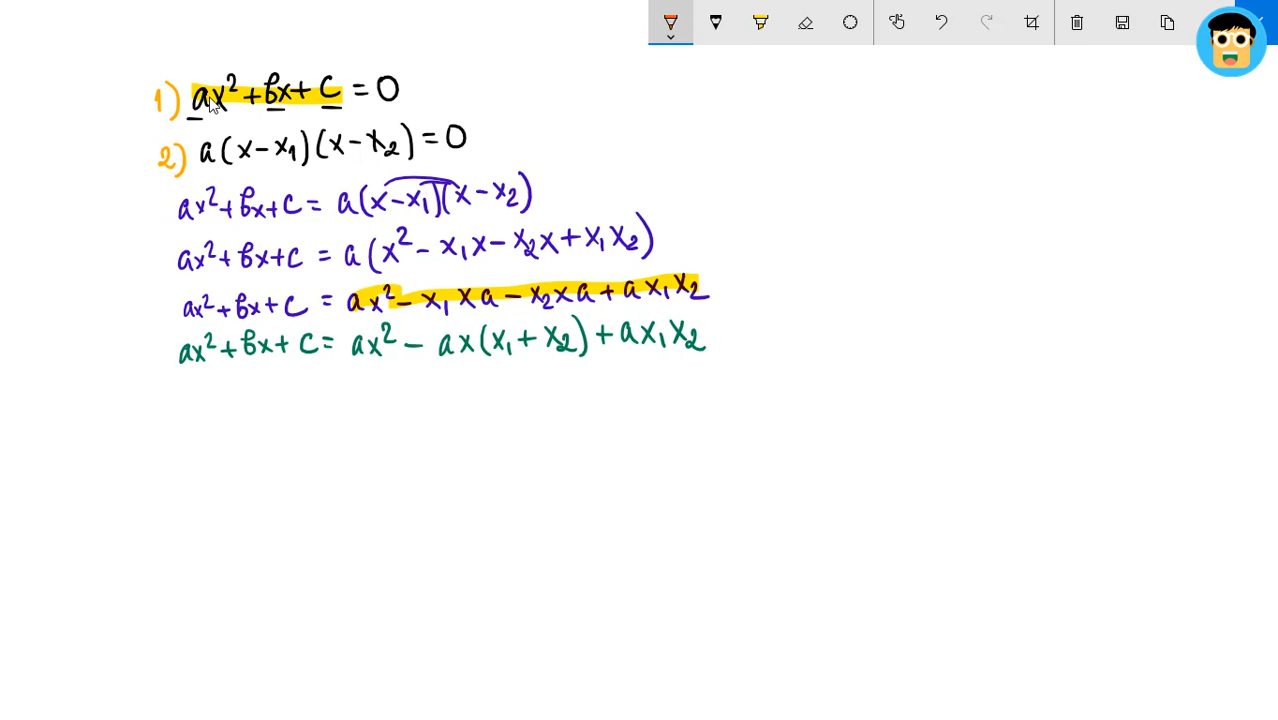 1) ax² + bx + c = 0
2) a(x - x₁)(x - x₂) = 0
ax² + bx + c = a(x - x₁)(x - x₂)
ax² + bx + c = a(x² - x₁x - x₂x + x₁x₂)
ax² + bx + c = ax² - x₁xa - x₂xa + ax₁x₂
ax² + bx + c = ax² - ax(x₁ + x₂) + ax₁x₂